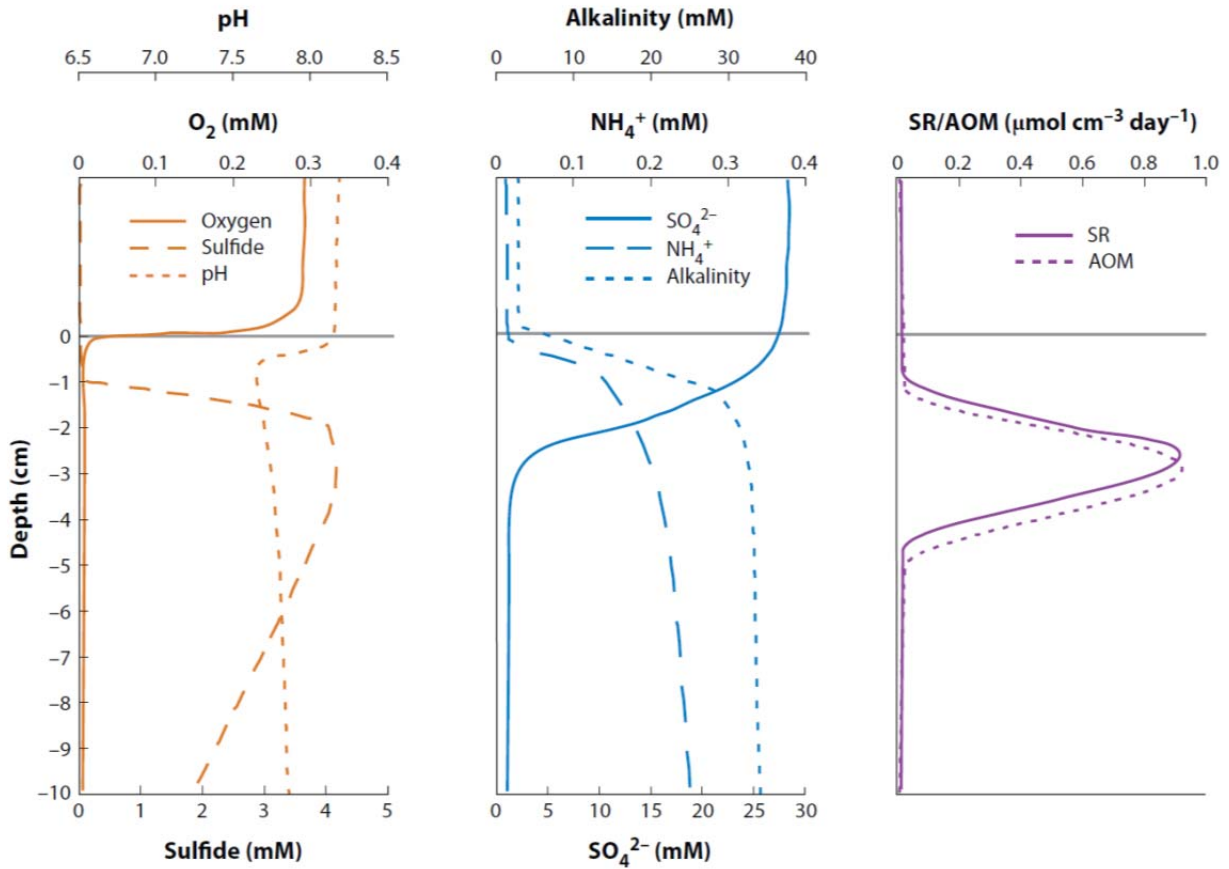 pH
6.5 7.0 7.5 8.0 8.5
O₂ (mM)
0 0.1 0.2 0.3 0.4
Oxygen
Sulfide
pH
Depth (cm)
0
–1
–2
–3
–4
–5
–6
–7
–8
–9
–10
0 1 2 3 4 5
Sulfide (mM)
Alkalinity (mM)
0 10 20 30 40
NH₄⁺ (mM)
0 0.1 0.2 0.3 0.4
SO₄²⁻
NH₄⁺
Alkalinity
0 5 10 15 20 25 30
SO₄²⁻ (mM)
SR/AOM (μmol cm⁻³ day⁻¹)
0 0.2 0.4 0.6 0.8 1.0
SR
AOM